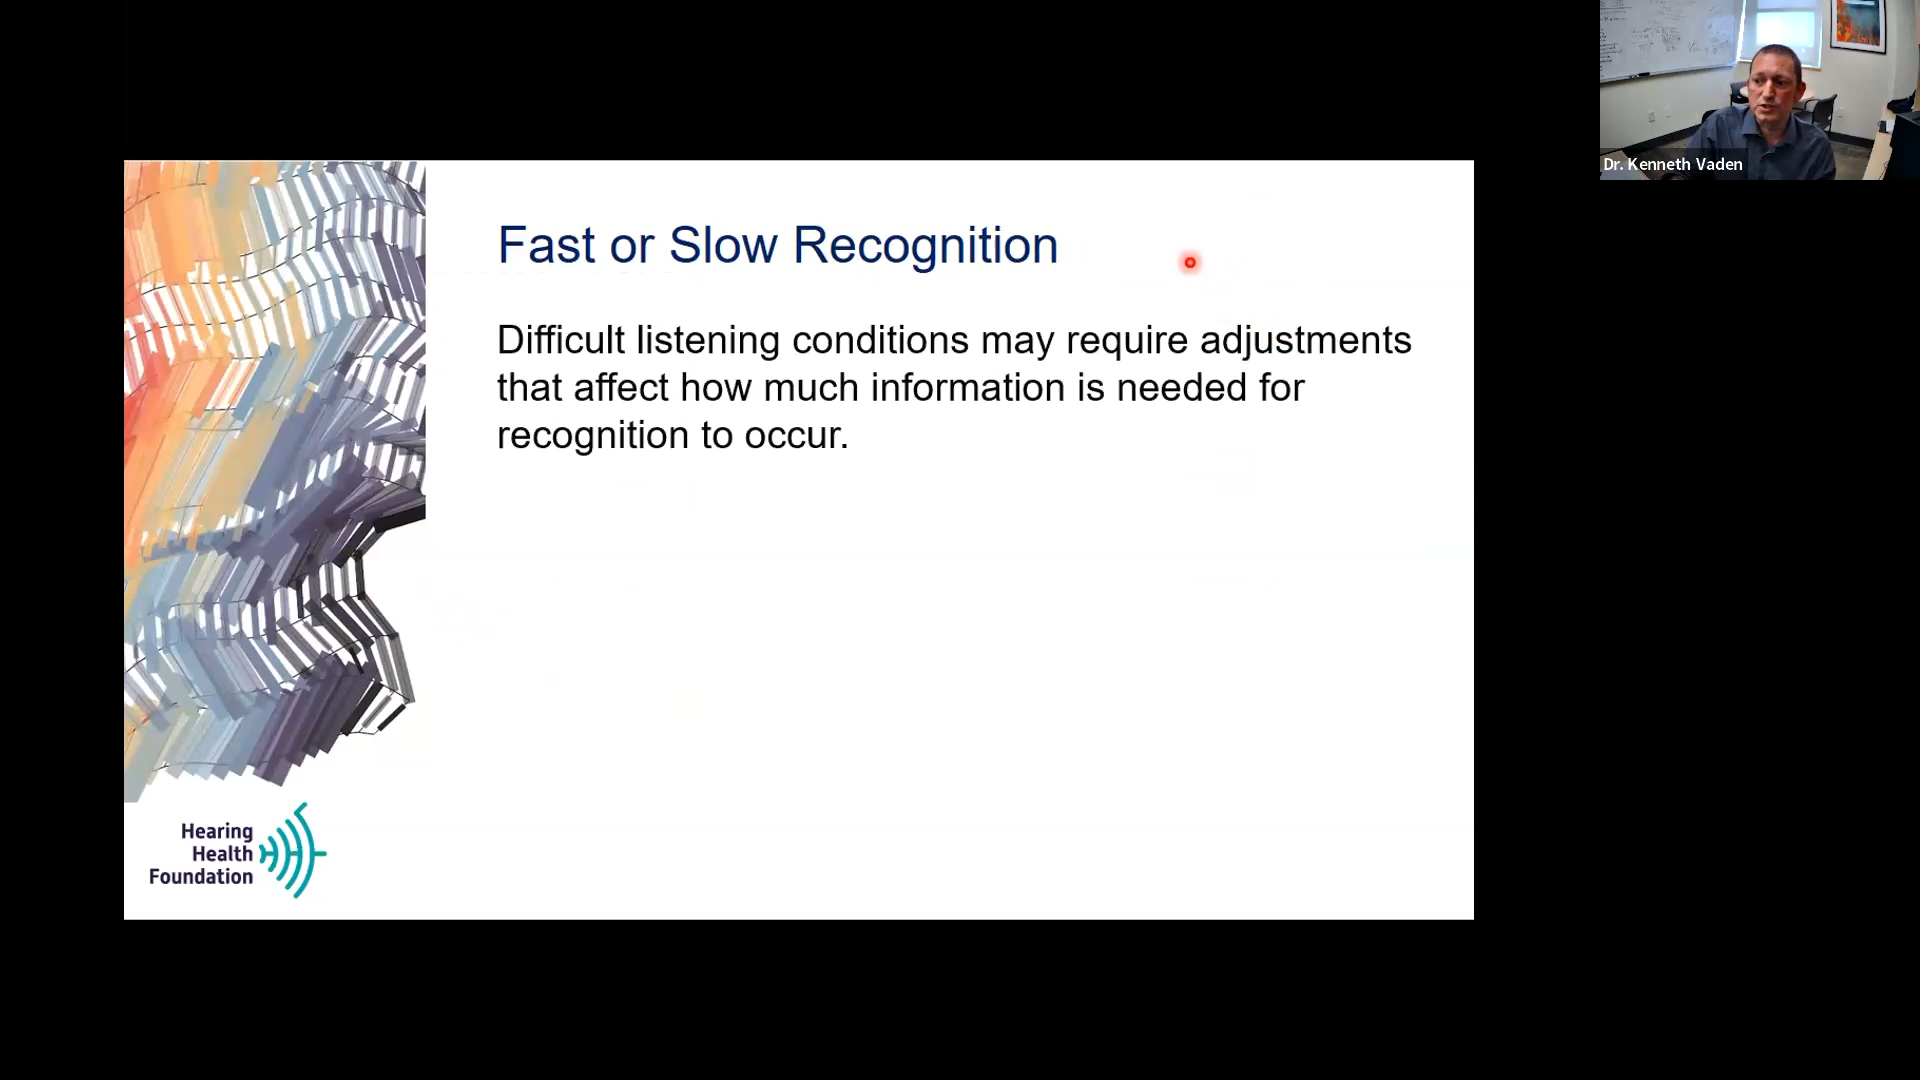 Dr. Kenneth Vaden
Fast or Slow Recognition
Difficult listening conditions may require adjustments
that affect how much information is needed for
recognition to occur.
Hearing
Health
Foundation